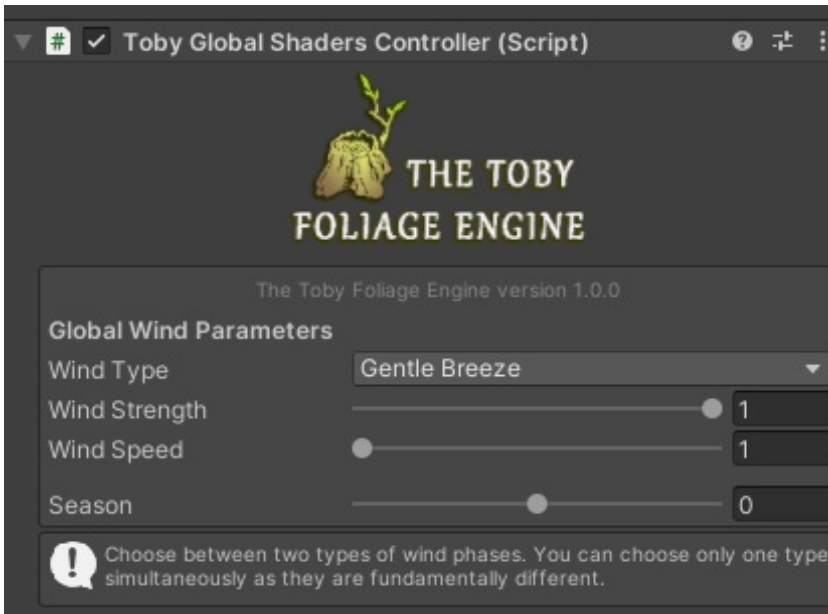 # Toby Global Shaders Controller (Script)
THE TOBY
FOLIAGE ENGINE
The Toby Foliage Engine version 1.0.0
Global Wind Parameters
Wind Type Gentle Breeze
Wind Strength 1
Wind Speed 1
Season 0
Choose between two types of wind phases. You can choose only one type
simultaneously as they are fundamentally different.